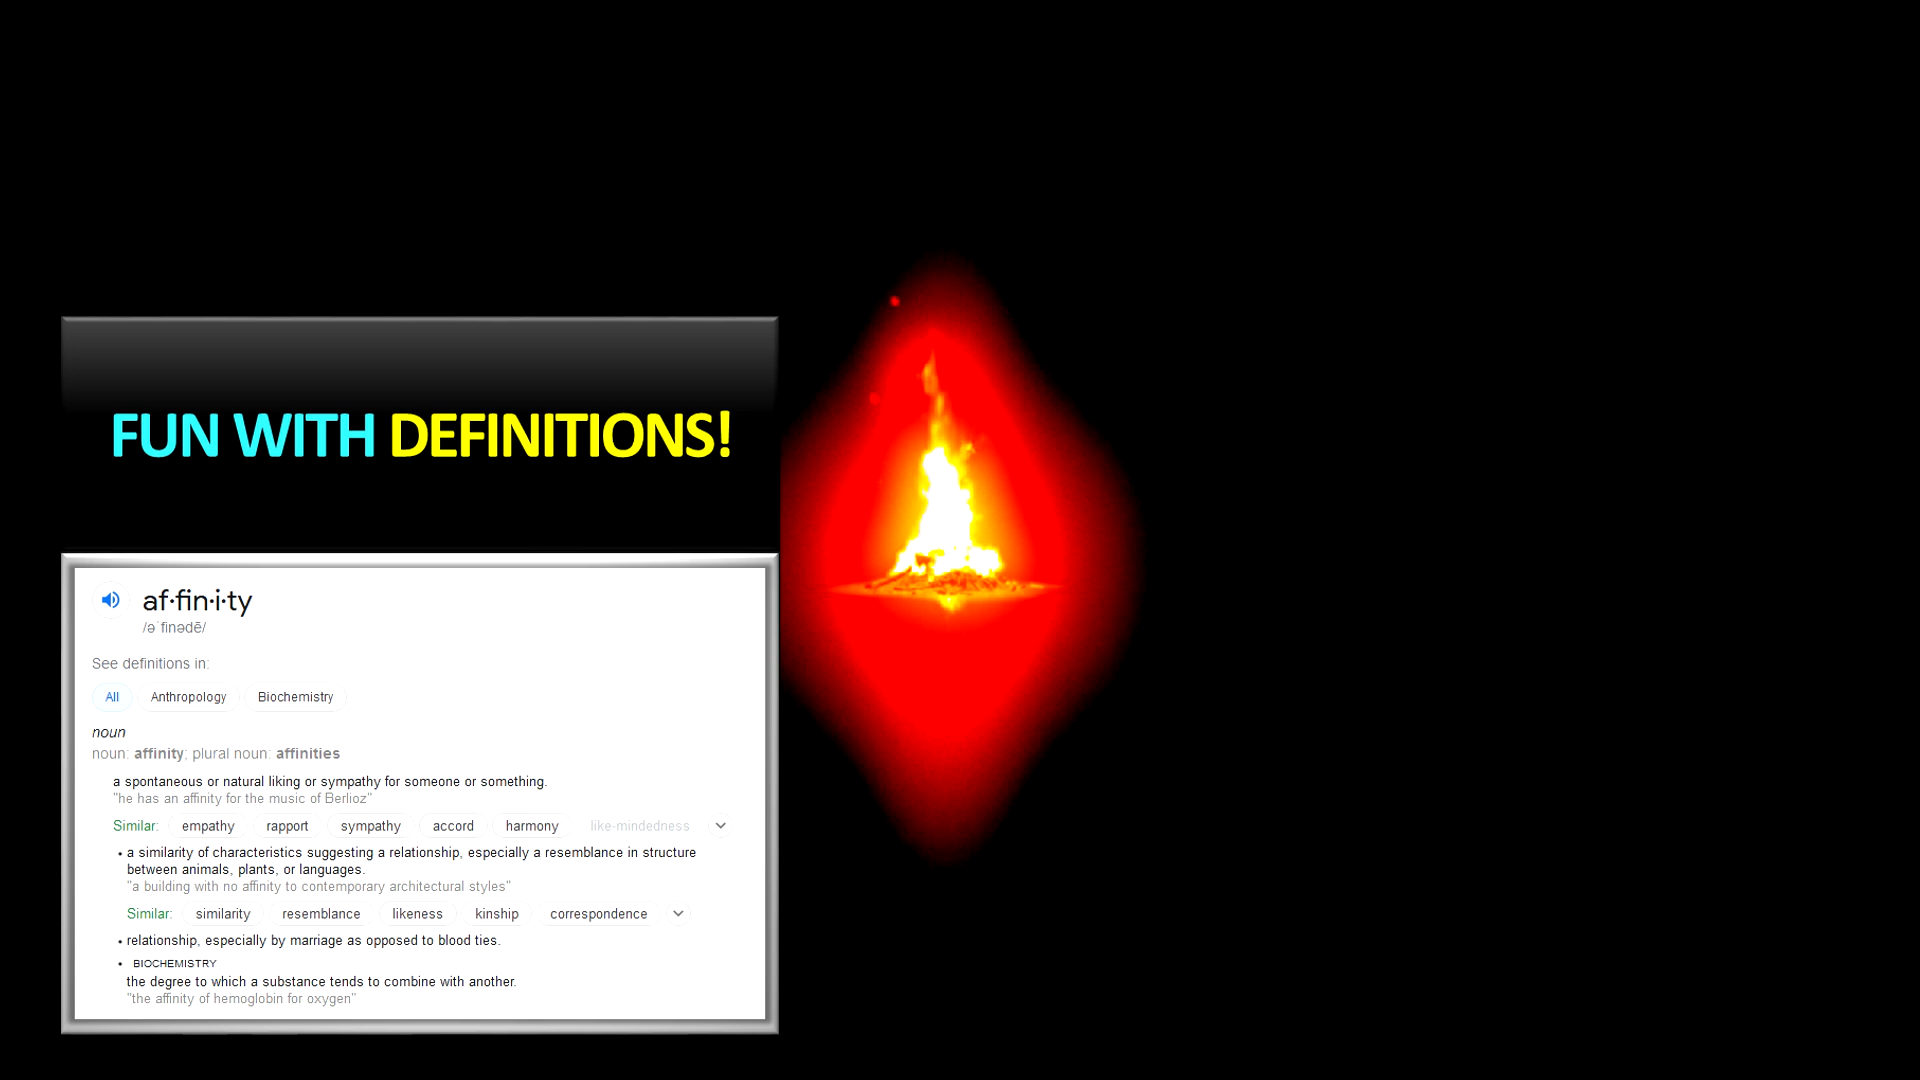 FUN WITH DEFINITIONS!
af·fin·i·ty
/əˈfinədē/
See definitions in:
All Anthropology Biochemistry
noun
noun: affinity; plural noun: affinities
a spontaneous or natural liking or sympathy for someone or something.
"he has an affinity for the music of Berlioz"
Similar: empathy rapport sympathy accord harmony like-mindedness
• a similarity of characteristics suggesting a relationship, especially a resemblance in structure
between animals, plants, or languages.
"a building with no affinity to contemporary architectural styles"
Similar: similarity resemblance likeness kinship correspondence
• relationship, especially by marriage as opposed to blood ties.
• BIOCHEMISTRY
the degree to which a substance tends to combine with another.
"the affinity of hemoglobin for oxygen"